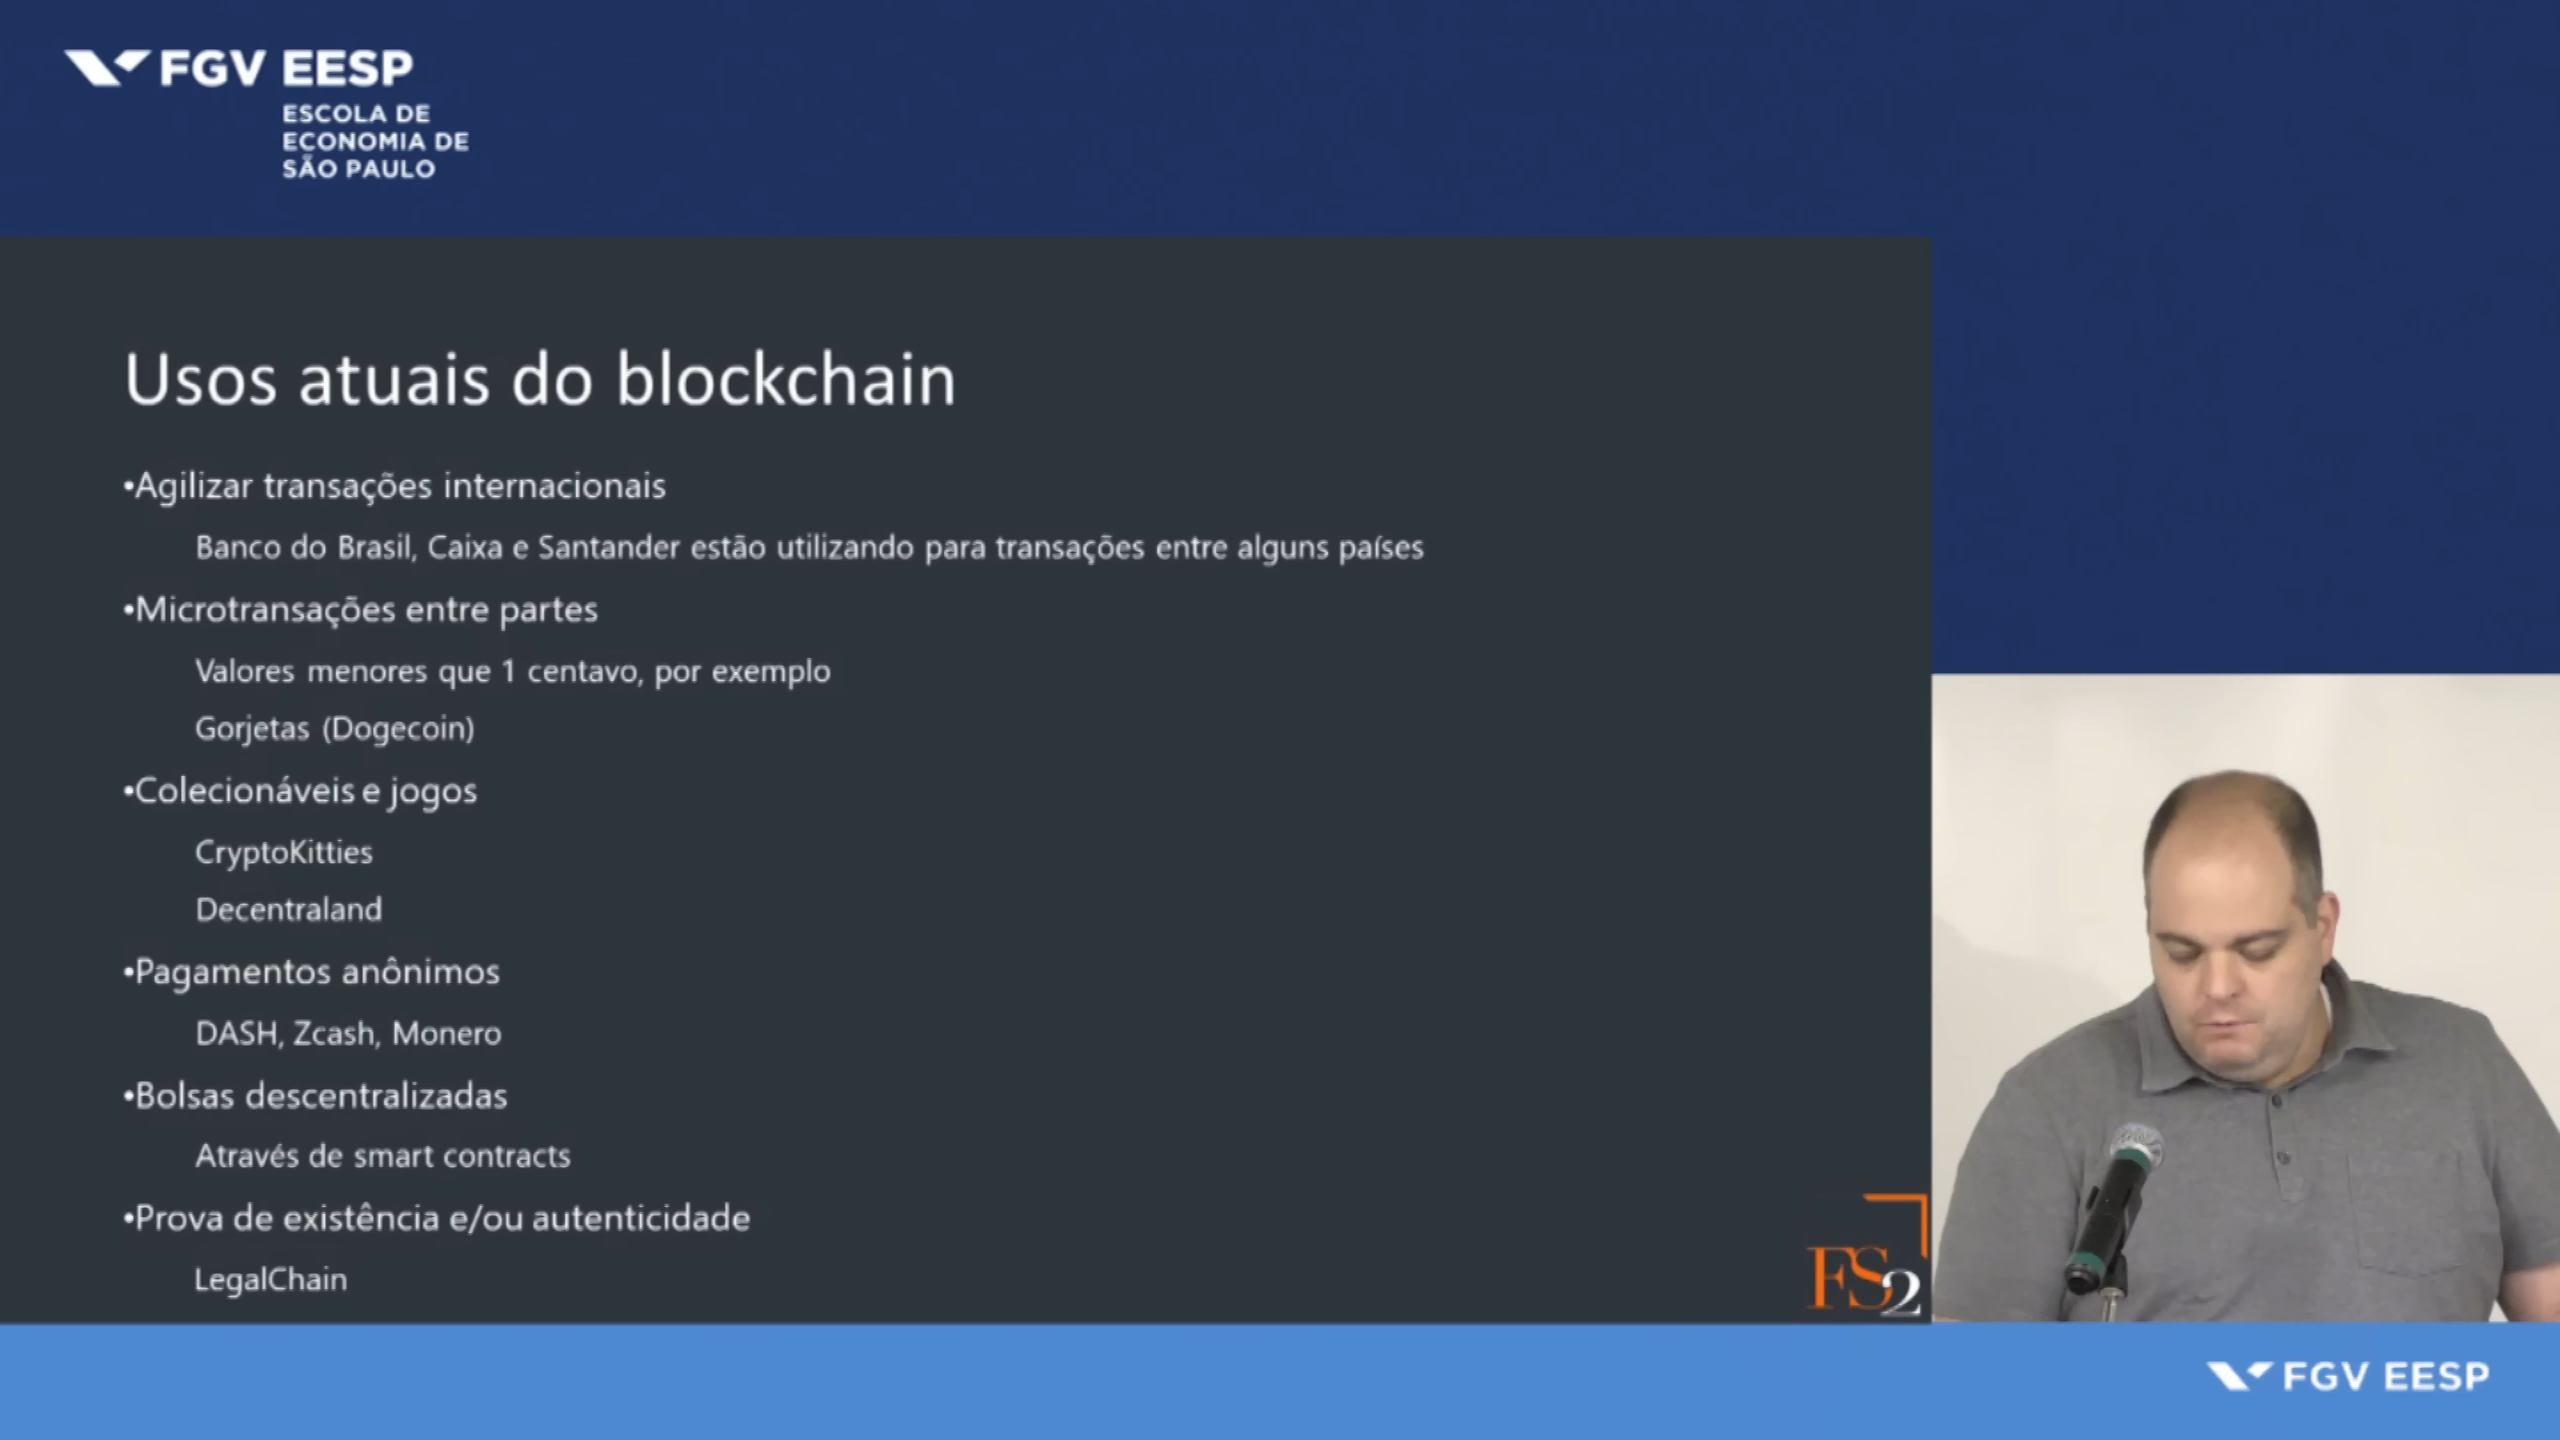 FGV EESP
ESCOLA DE
ECONOMIA DE
SÃO PAULO
Usos atuais do blockchain
•Agilizar transações internacionais
Banco do Brasil, Caixa e Santander estão utilizando para transações entre alguns países
•Microtransações entre partes
Valores menores que 1 centavo, por exemplo
Gorjetas (Dogecoin)
•Colecionáveis e jogos
CryptoKitties
Decentraland
•Pagamentos anônimos
DASH, Zcash, Monero
•Bolsas descentralizadas
Através de smart contracts
•Prova de existência e/ou autenticidade
LegalChain
FS2
FGV EESP